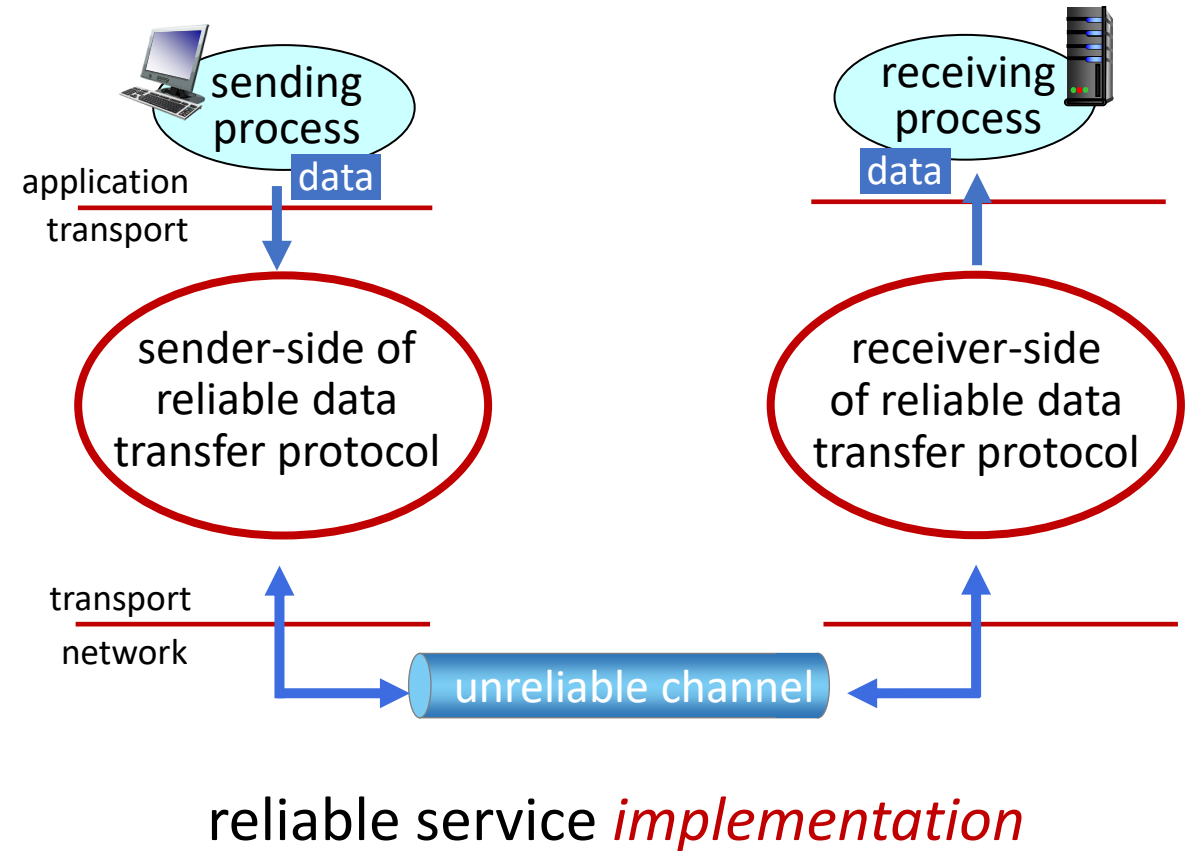 sending
process
data
application
transport
receiving
process
data
sender-side of
reliable data
transfer protocol
receiver-side
of reliable data
transfer protocol
transport
network
unreliable channel
reliable service implementation